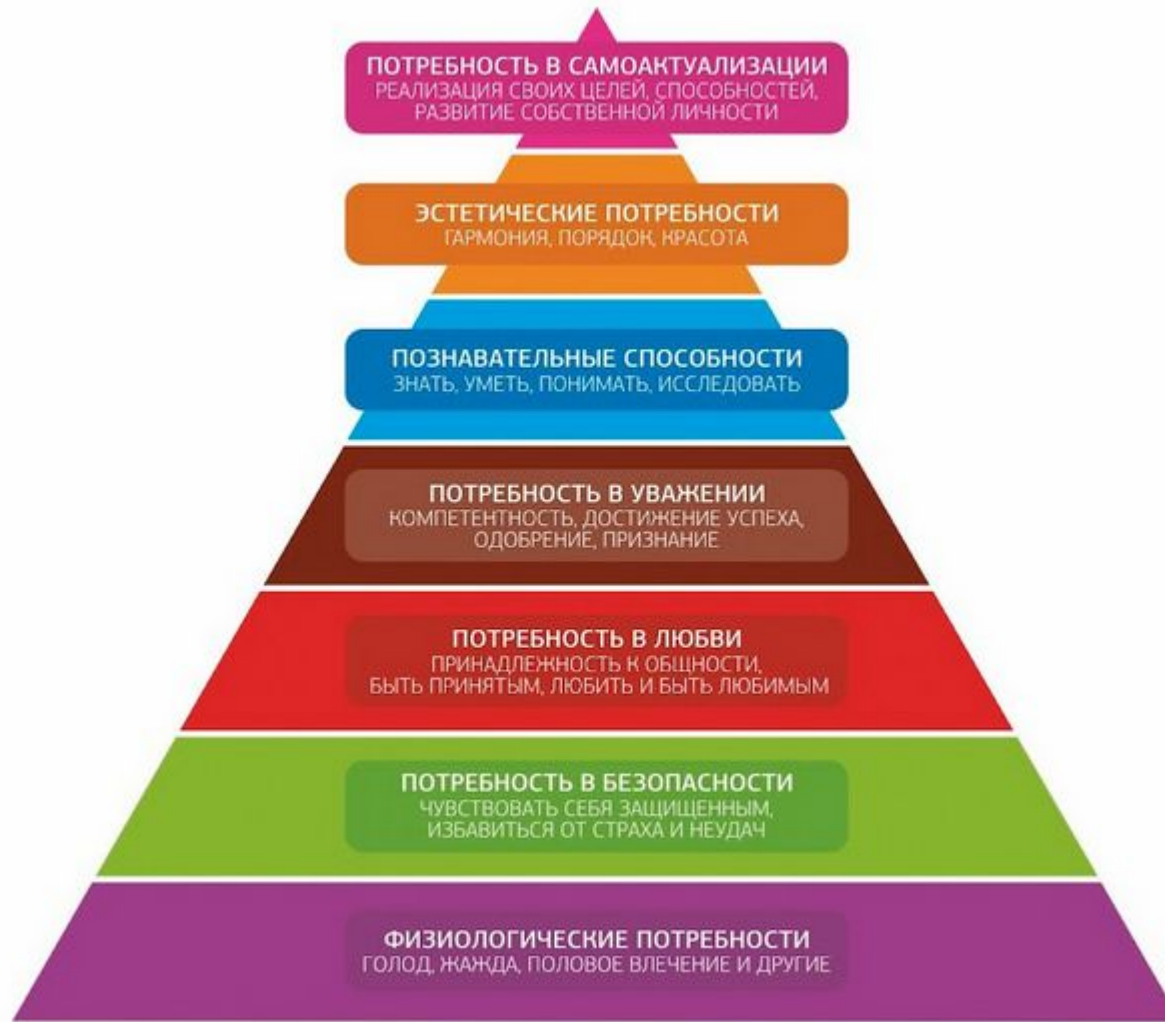 ПОТРЕБНОСТЬ В САМОАКТУАЛИЗАЦИИ
РЕАЛИЗАЦИЯ СВОИХ ЦЕЛЕЙ, СПОСОБНОСТЕЙ,
РАЗВИТИЕ СОБСТВЕННОЙ ЛИЧНОСТИ
ЭСТЕТИЧЕСКИЕ ПОТРЕБНОСТИ
ГАРМОНИЯ, ПОРЯДОК, КРАСОТА
ПОЗНАВАТЕЛЬНЫЕ СПОСОБНОСТИ
ЗНАТЬ, УМЕТЬ, ПОНИМАТЬ, ИССЛЕДОВАТЬ
ПОТРЕБНОСТЬ В УВАЖЕНИИ
КОМПЕТЕНТНОСТЬ, ДОСТИЖЕНИЕ УСПЕХА,
ОДОБРЕНИЕ, ПРИЗНАНИЕ
ПОТРЕБНОСТЬ В ЛЮБВИ
ПРИНАДЛЕЖНОСТЬ К ОБЩНОСТИ,
БЫТЬ ПРИНЯТЫМ, ЛЮБИТЬ И БЫТЬ ЛЮБИМЫМ
ПОТРЕБНОСТЬ В БЕЗОПАСНОСТИ
ЧУВСТВОВАТЬ СЕБЯ ЗАЩИЩЕННЫМ,
ИЗБАВИТЬСЯ ОТ СТРАХА И НЕУДАЧ
ФИЗИОЛОГИЧЕСКИЕ ПОТРЕБНОСТИ
ГОЛОД, ЖАЖДА, ПОЛОВОЕ ВЛЕЧЕНИЕ И ДРУГИЕ